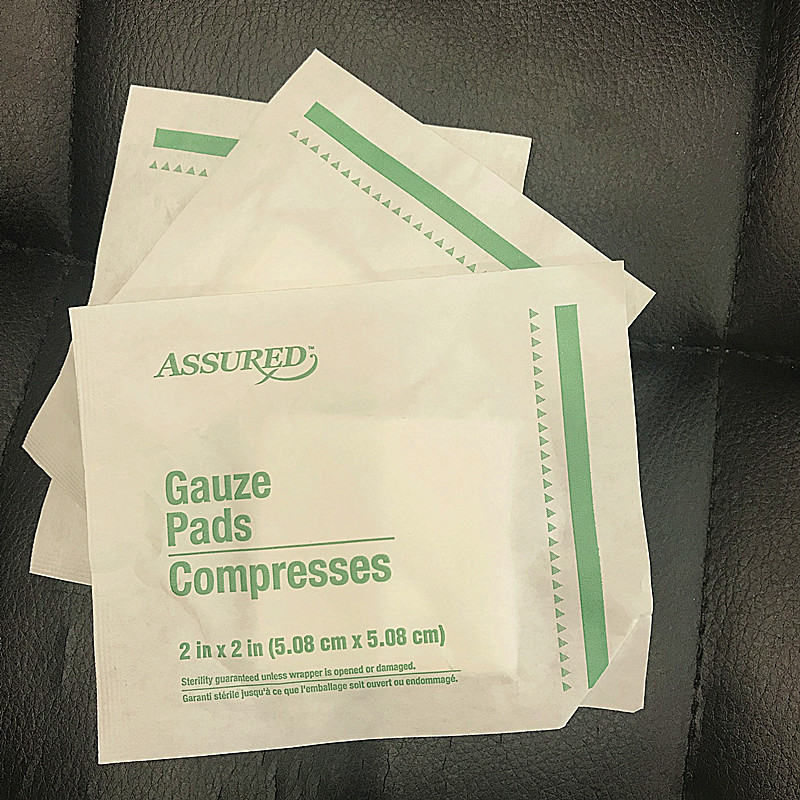 ASSURED™
Gauze
Pads
Compresses
2 in x 2 in (5.08 cm x 5.08 cm)
Sterility guaranteed unless wrapper is opened or damaged.
Garanti stérile jusqu'à ce que l'emballage soit ouvert ou endommagé.